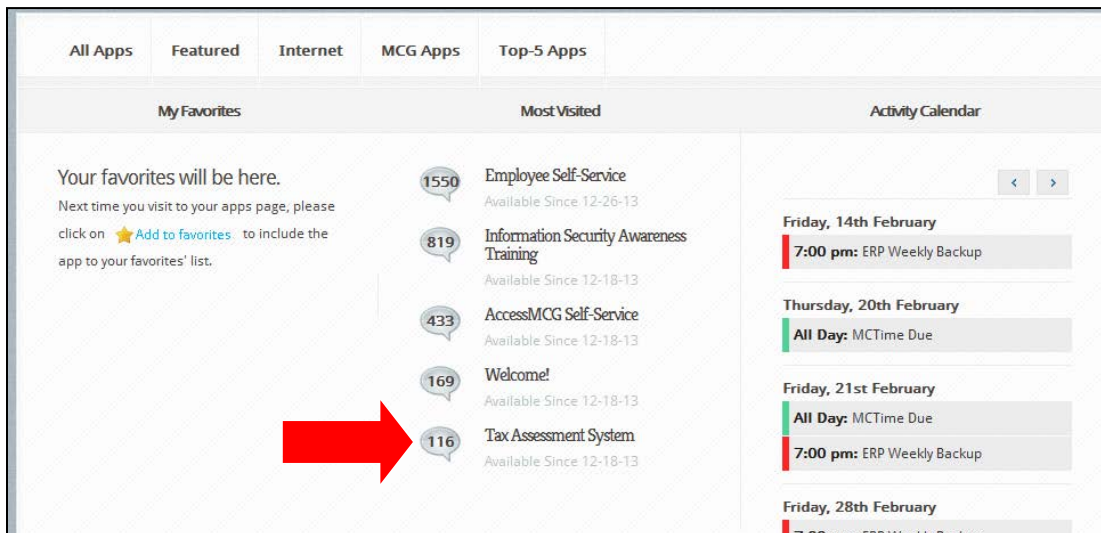 All Apps Featured Internet MCG Apps Top-5 Apps
My Favorites Most Visited Activity Calendar
Your favorites will be here.
Next time you visit to your apps page, please
click on Add to favorites to include the
app to your favorites' list.
1550 Employee Self-Service
Available Since 12-26-13
819 Information Security Awareness
Training
Available Since 12-18-13
433 AccessMCG Self-Service
Available Since 12-18-13
169 Welcome!
Available Since 12-18-13
116 Tax Assessment System
Available Since 12-18-13
‹ ›
Friday, 14th February
7:00 pm: ERP Weekly Backup
Thursday, 20th February
All Day: MCTime Due
Friday, 21st February
All Day: MCTime Due
7:00 pm: ERP Weekly Backup
Friday, 28th February